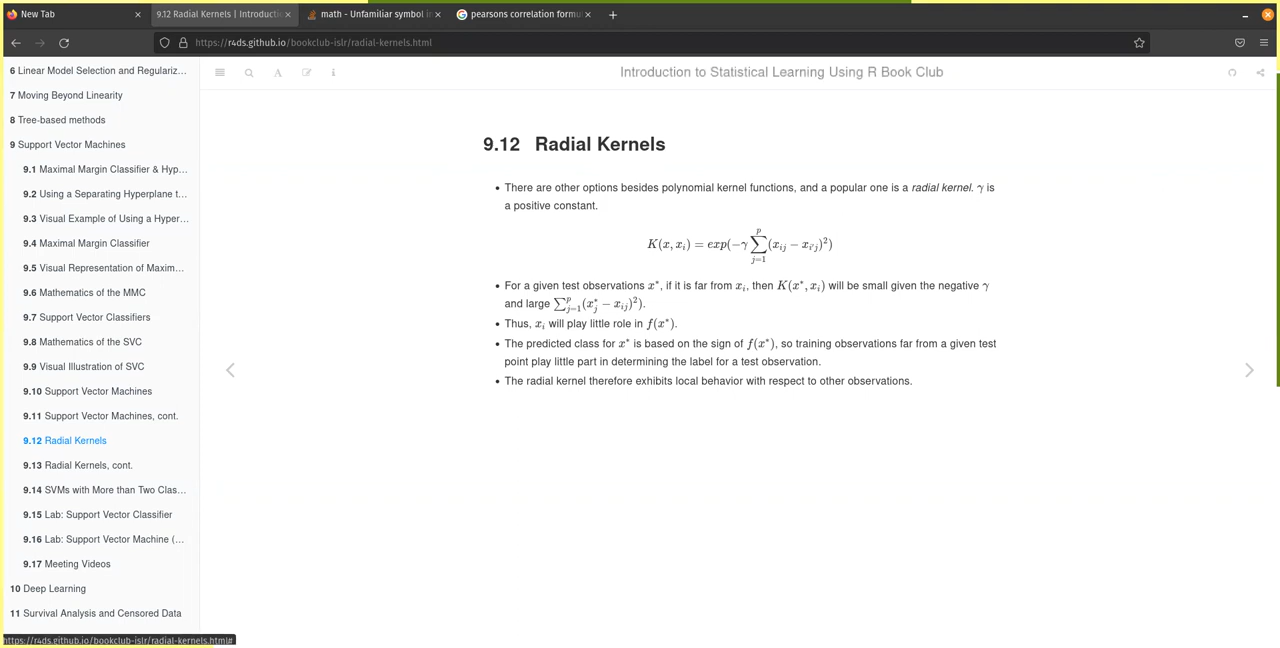 New Tab
9.12 Radial Kernels | Introducti
math - Unfamiliar symbol in
pearsons correlation formu
https://r4ds.github.io/bookclub-islr/radial-kernels.html
6 Linear Model Selection and Regulariz...
7 Moving Beyond Linearity
8 Tree-based methods
9 Support Vector Machines
9.1 Maximal Margin Classifier & Hyp...
9.2 Using a Separating Hyperplane t...
9.3 Visual Example of Using a Hyper...
9.4 Maximal Margin Classifier
9.5 Visual Representation of Maxim...
9.6 Mathematics of the MMC
9.7 Support Vector Classifiers
9.8 Mathematics of the SVC
9.9 Visual Illustration of SVC
9.10 Support Vector Machines
9.11 Support Vector Machines, cont.
9.12 Radial Kernels
9.13 Radial Kernels, cont.
9.14 SVMs with More than Two Clas...
9.15 Lab: Support Vector Classifier
9.16 Lab: Support Vector Machine (...
9.17 Meeting Videos
10 Deep Learning
11 Survival Analysis and Censored Data
https://r4ds.github.io/bookclub-islr/radial-kernels.html#
Introduction to Statistical Learning Using R Book Club
9.12 Radial Kernels
• There are other options besides polynomial kernel functions, and a popular one is a radial kernel. γ is
a positive constant.
K(x, x_i) = exp(−γ ∑_{j=1}^{p} (x_{ij} − x_{i′j})²)
• For a given test observations x*, if it is far from x_i, then K(x*, x_i) will be small given the negative γ
and large ∑_{j=1}^{p}(x*_j − x_{ij})²).
• Thus, x_i will play little role in f(x*).
• The predicted class for x* is based on the sign of f(x*), so training observations far from a given test
point play little part in determining the label for a test observation.
• The radial kernel therefore exhibits local behavior with respect to other observations.